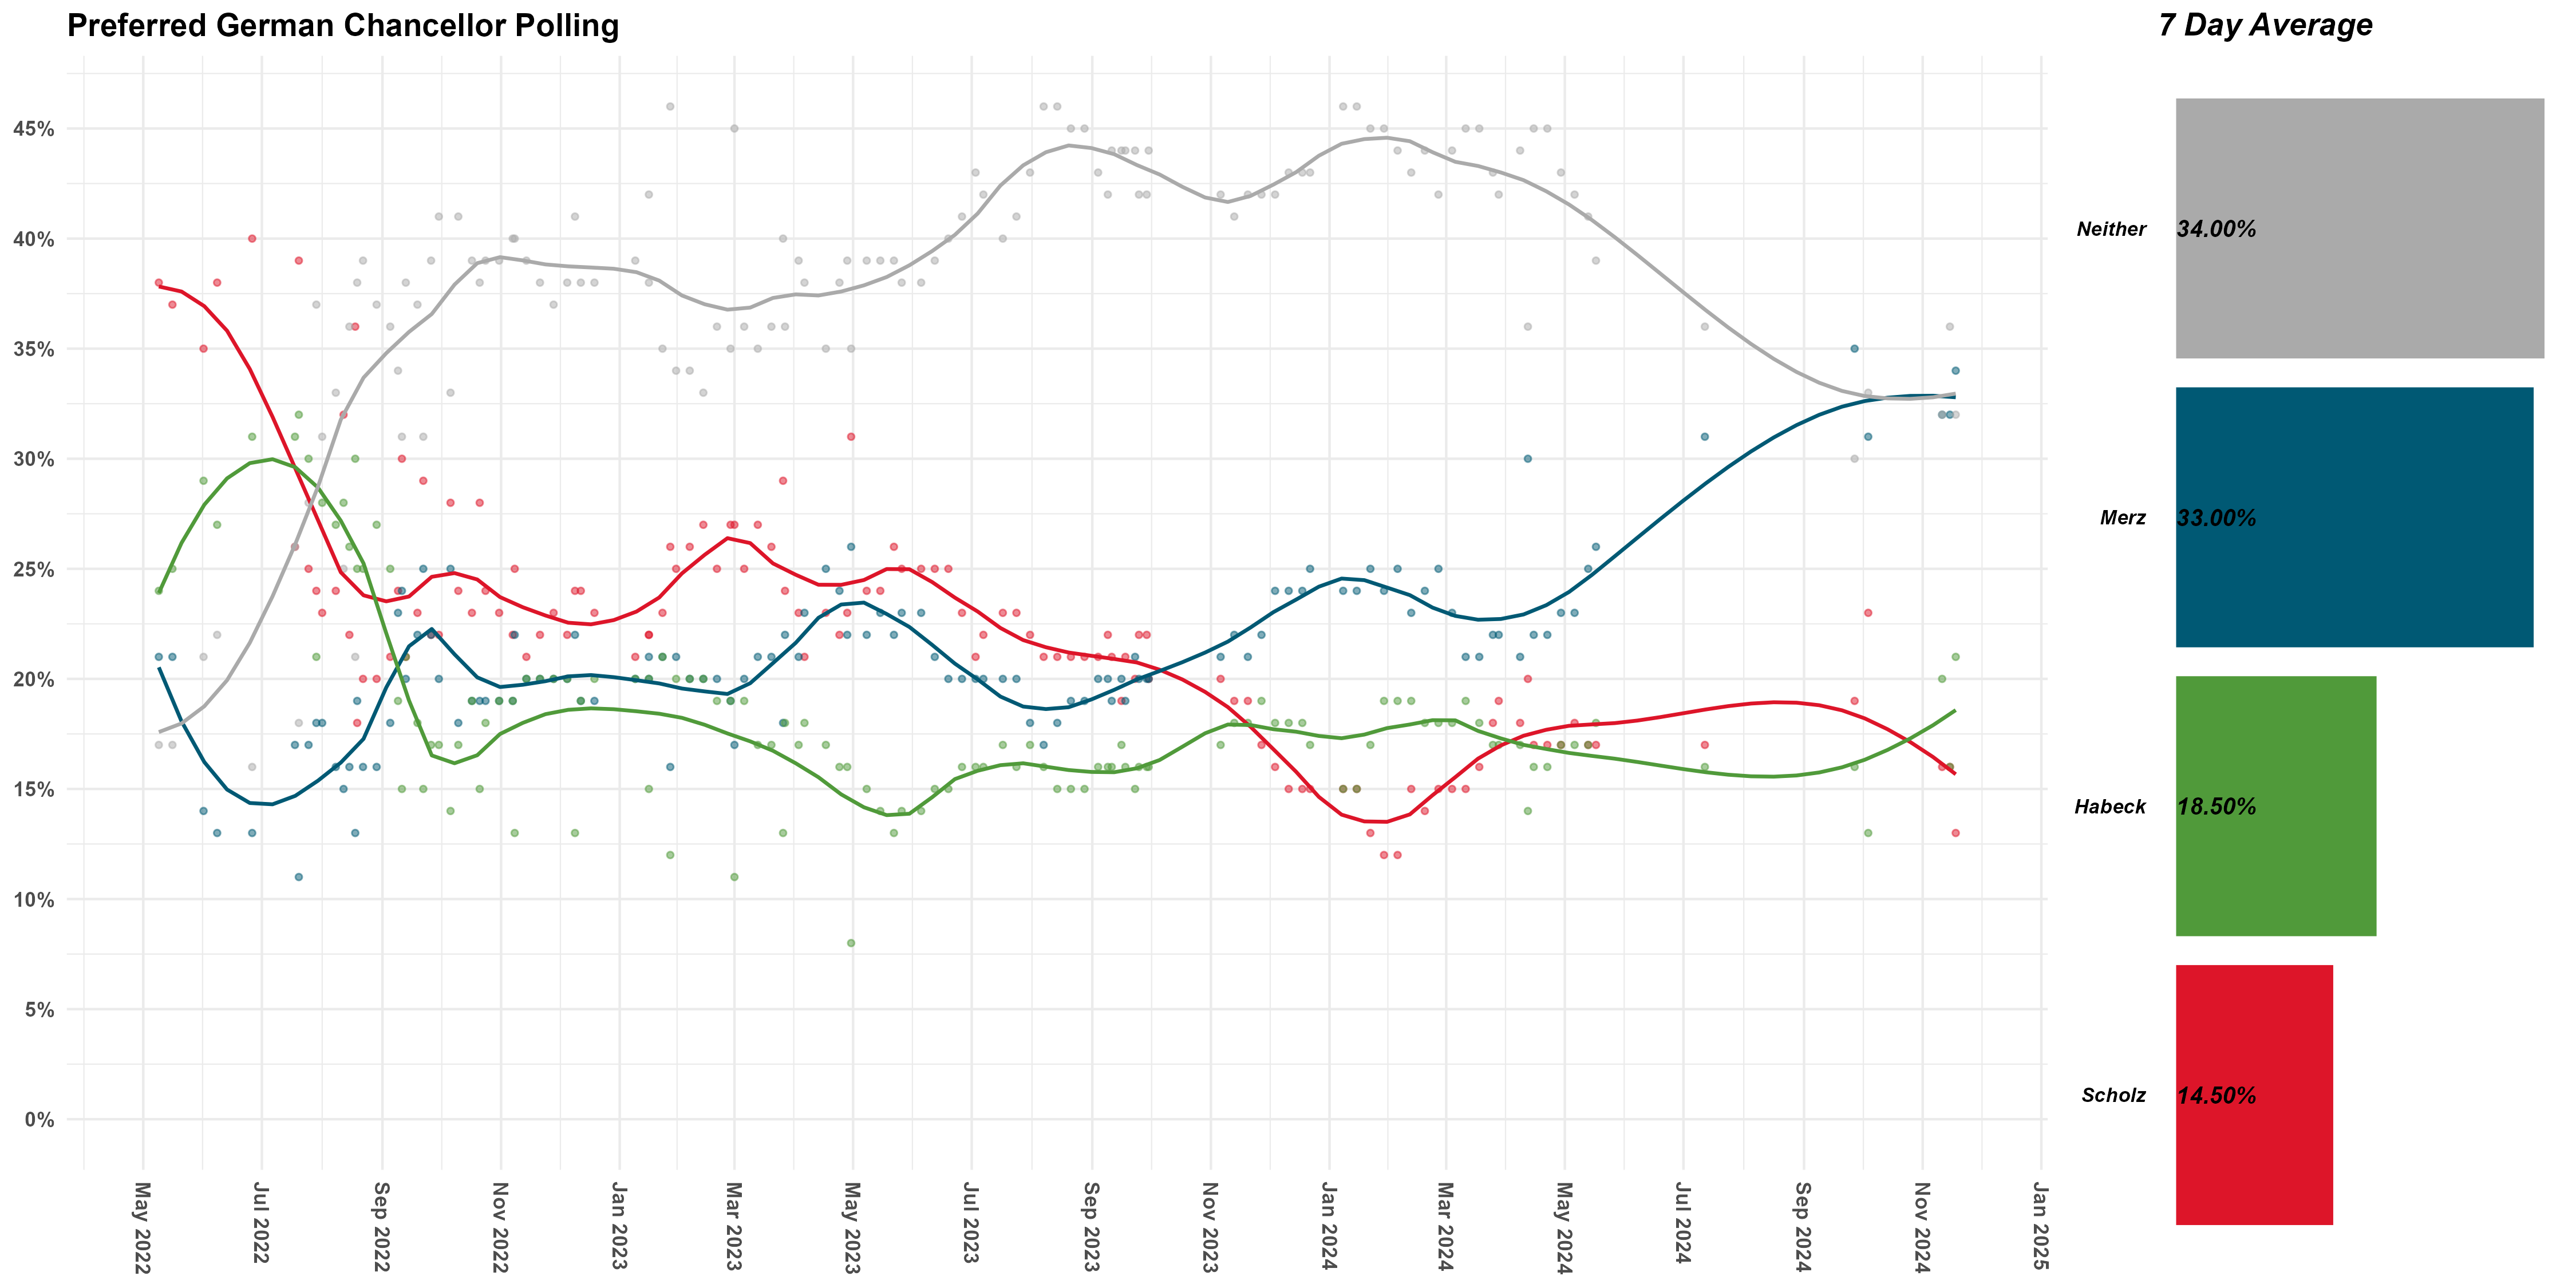 Preferred German Chancellor Polling
7 Day Average
45%
40%
35%
30%
25%
20%
15%
10%
5%
0%
May 2022
Jul 2022
Sep 2022
Nov 2022
Jan 2023
Mar 2023
May 2023
Jul 2023
Sep 2023
Nov 2023
Jan 2024
Mar 2024
May 2024
Jul 2024
Sep 2024
Nov 2024
Jan 2025
Neither 34.00%
Merz 33.00%
Habeck 18.50%
Scholz 14.50%